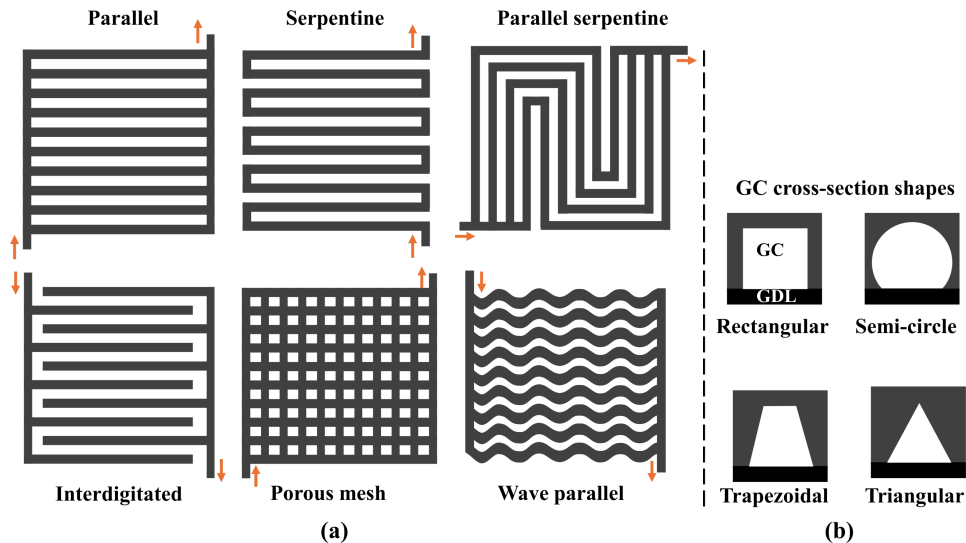 Parallel
Serpentine
Parallel serpentine
Interdigitated
Porous mesh
Wave parallel
(a)
GC cross-section shapes
GC
GDL
Rectangular
Semi-circle
Trapezoidal
Triangular
(b)